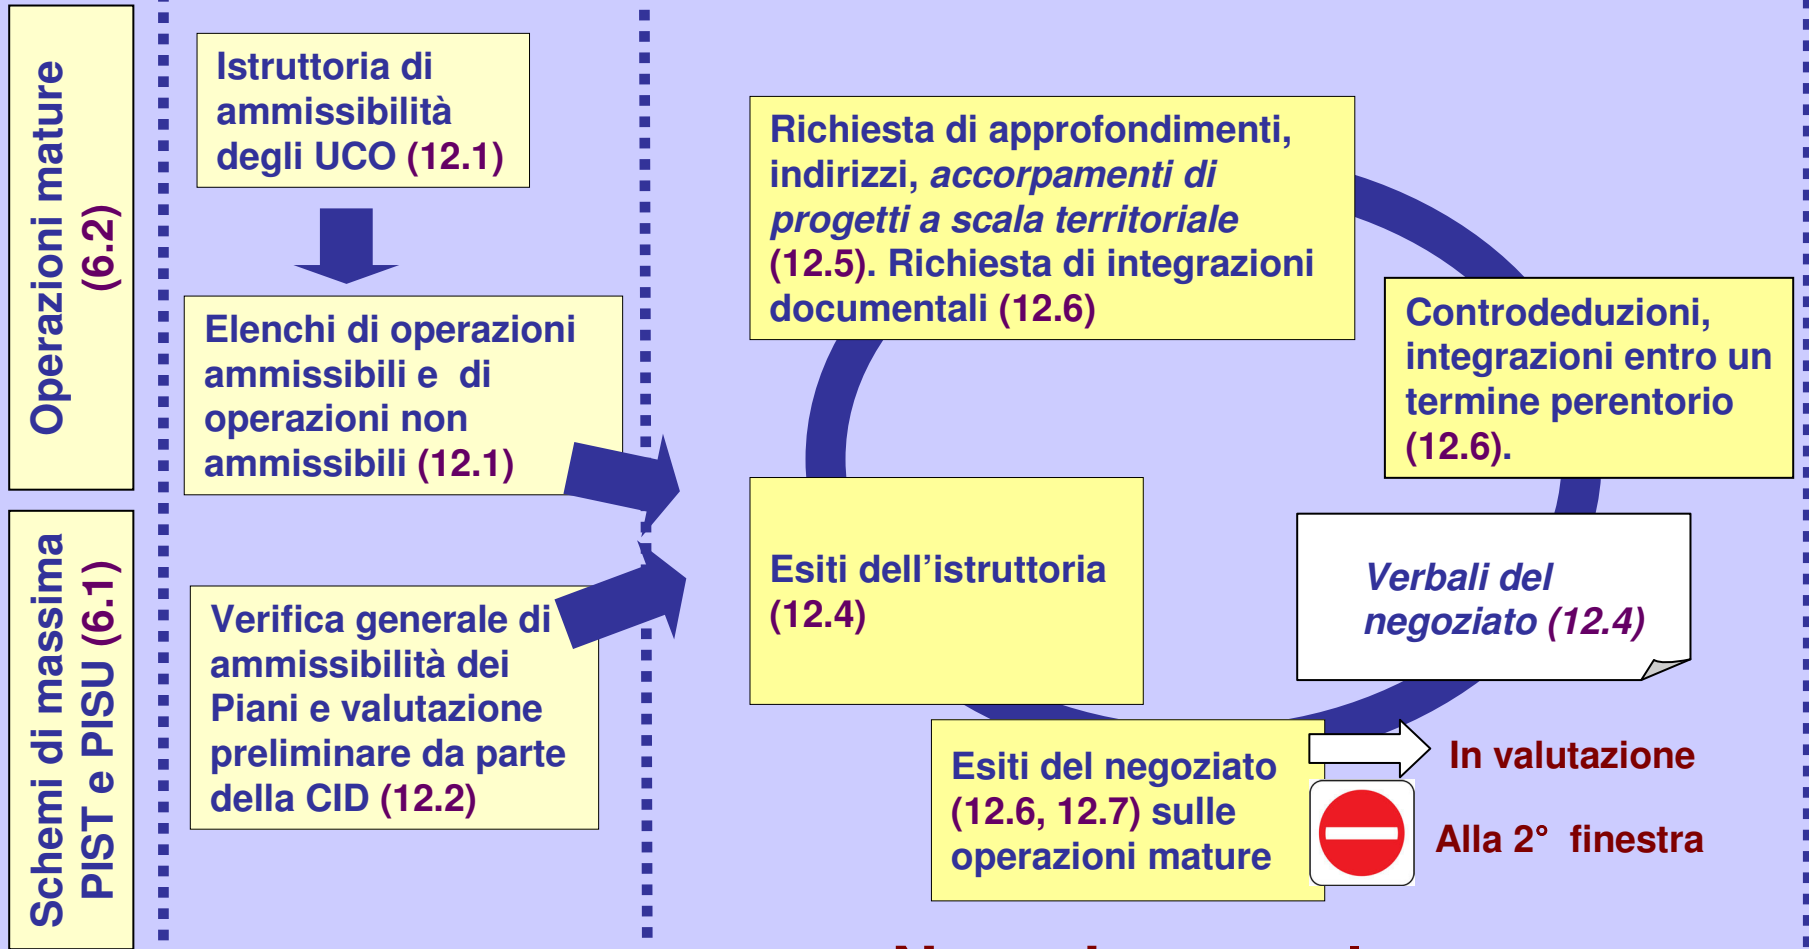 Operazioni mature
(6.2)
Schemi di massima
PIST e PISU (6.1)
Istruttoria di
ammissibilità
degli UCO (12.1)
Elenchi di operazioni
ammissibili e  di
operazioni non
ammissibili (12.1)
Verifica generale di
ammissibilità dei
Piani e valutazione
preliminare da parte
della CID (12.2)
Richiesta di approfondimenti,
indirizzi, accorpamenti di
progetti a scala territoriale
(12.5). Richiesta di integrazioni
documentali (12.6)
Controdeduzioni,
integrazioni entro un
termine perentorio
(12.6).
Esiti dell’istruttoria
(12.4)
Verbali del
negoziato (12.4)
Esiti del negoziato
(12.6, 12.7) sulle
operazioni mature
In valutazione
Alla 2°  finestra